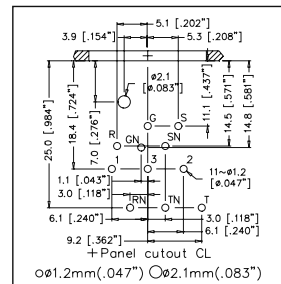 5.1 [.202"]
3.9 [.154"]
5.3 [.208"]
ø2.1
[ø.083"]
25.0 [.984"]
18.4 [.724"]
7.0 [.276"]
11.1 [.437"]
14.5 [.571"]
14.8 [.581"]
G
S
R
GN
SN
1
3
2
11~ø1.2
[ø.047"]
1.1 [.043"]
3.0 [.118"]
RN
TN
T
6.1 [.240"]
3.0 [.118"]
6.1 [.240"]
9.2 [.362"]
+Panel cutout CL
ø1.2mm(.047") ø2.1mm(.083")